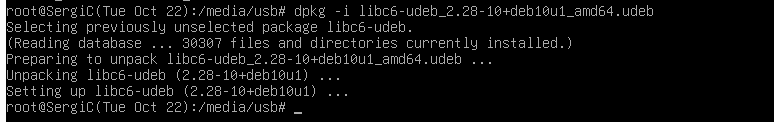 root@SergiC(Tue Oct 22):/media/usb# dpkg -i libc6-udeb_2.28-10+deb10u1_amd64.udeb
Selecting previously unselected package libc6-udeb.
(Reading database ... 30307 files and directories currently installed.)
Preparing to unpack libc6-udeb_2.28-10+deb10u1_amd64.udeb ...
Unpacking libc6-udeb (2.28-10+deb10u1) ...
Setting up libc6-udeb (2.28-10+deb10u1) ...
root@SergiC(Tue Oct 22):/media/usb# _